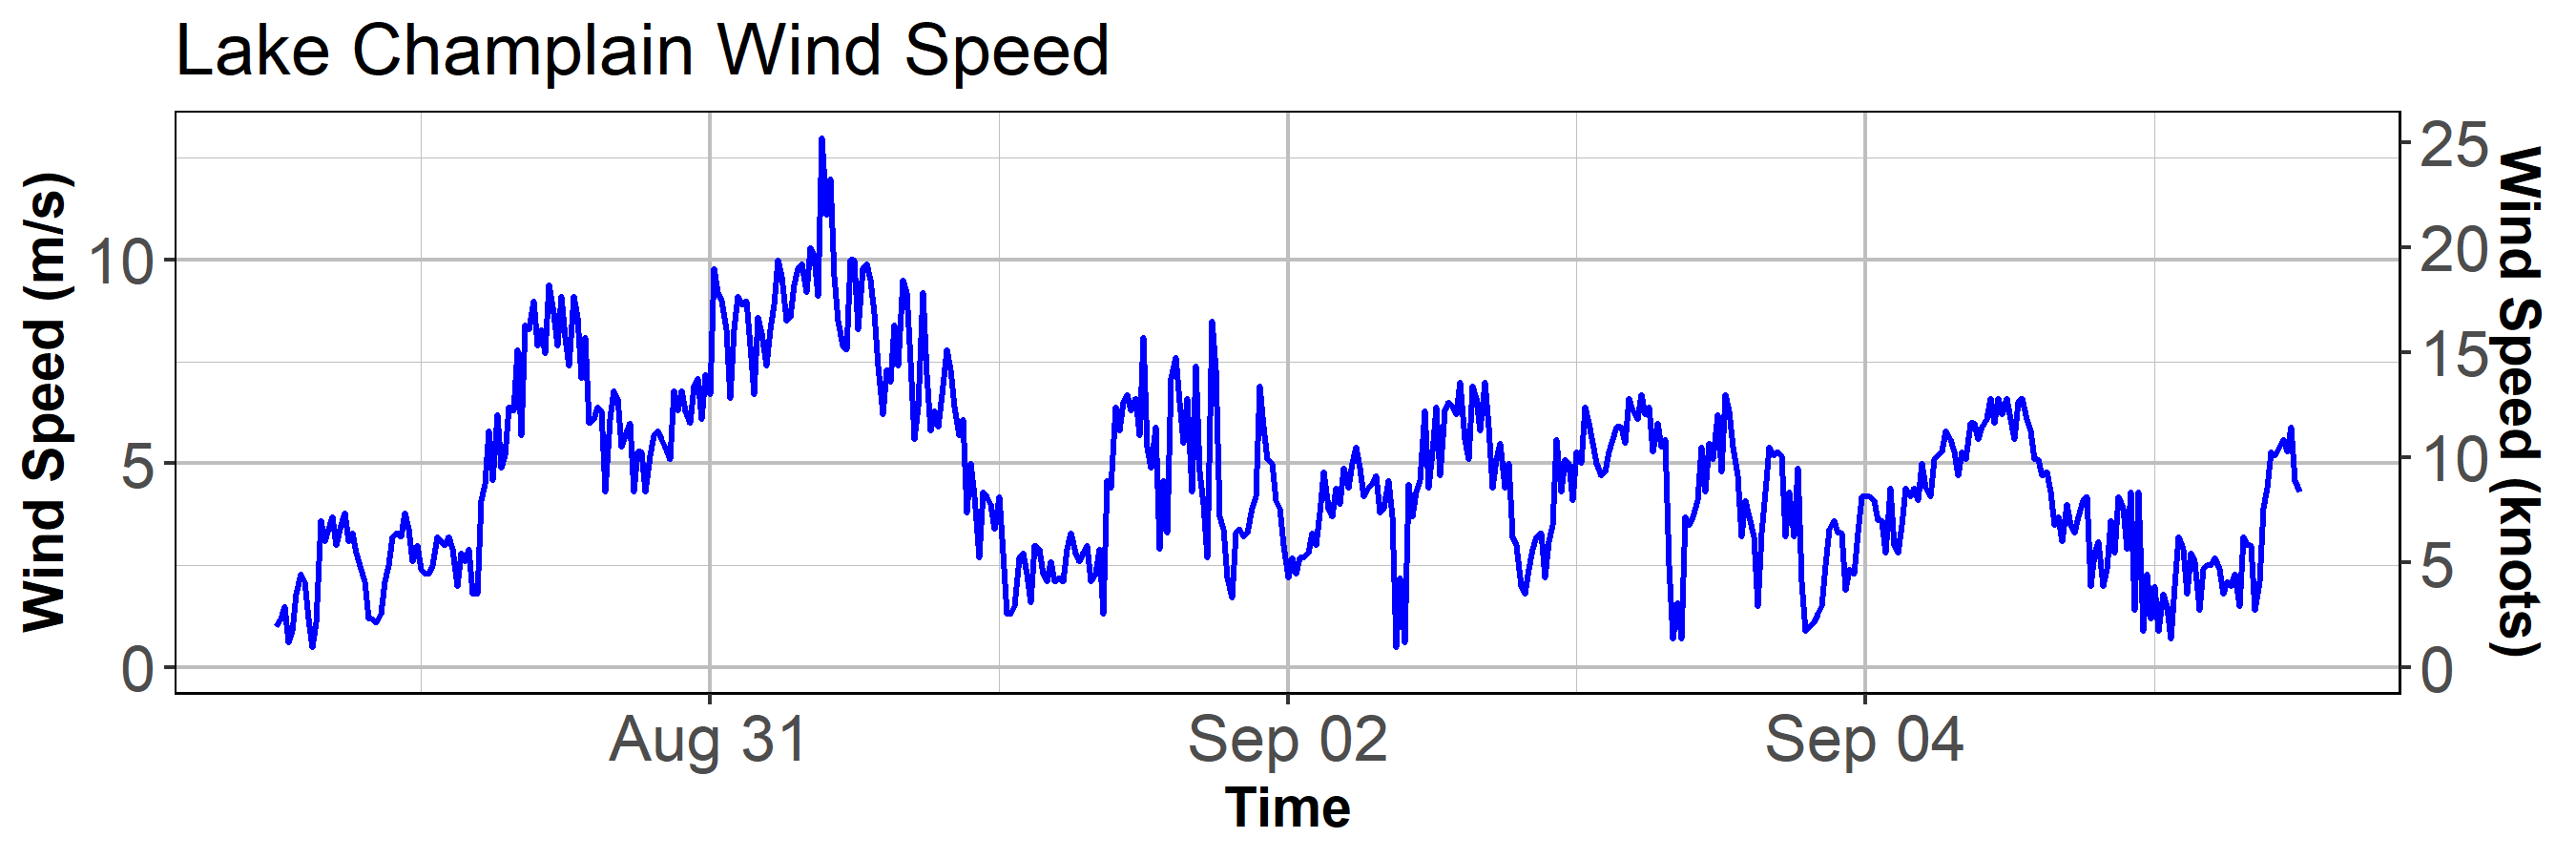 Lake Champlain Wind Speed
Wind Speed (m/s)
10
5
0
25
20
15
10
5
0
Wind Speed (knots)
Aug 31
Sep 02
Sep 04
Time